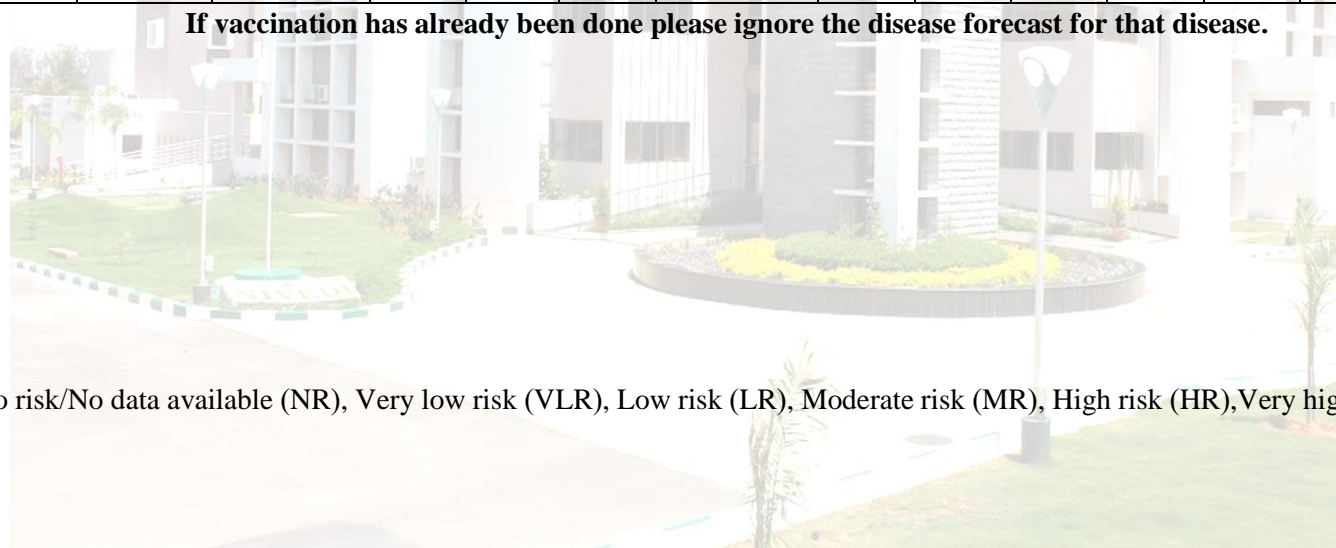 If vaccination has already been done please ignore the disease forecast for that disease.
NIVEDI
o risk/No data available (NR), Very low risk (VLR), Low risk (LR), Moderate risk (MR), High risk (HR),Very hig